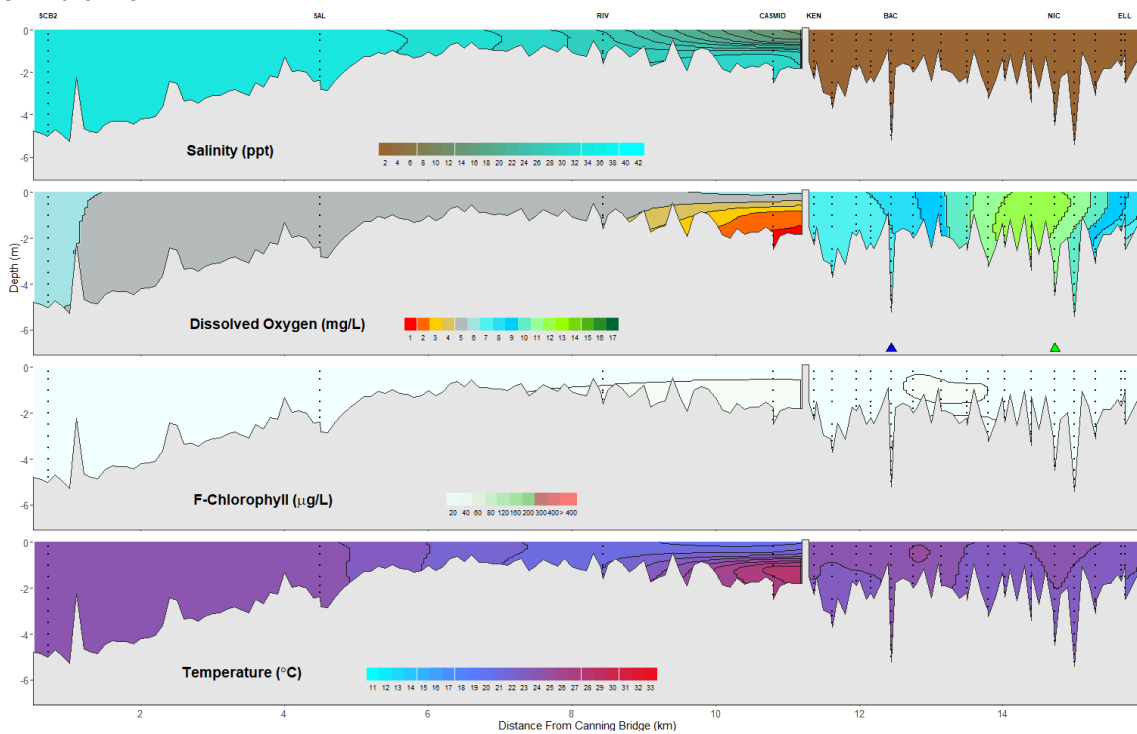 SCB2 SAL RIV CASMID KEN BAC NIC ELL
0
-2
-4
-6
Salinity (ppt)
2 4 6 8 10 12 14 16 18 20 22 24 26 28 30 32 34 36 38 40 42
0
-2
-4
-6
Depth (m)
Dissolved Oxygen (mg/L)
1 2 3 4 5 6 7 8 9 10 11 12 13 14 15 16 17
0
-2
-4
-6
F-Chlorophyll (µg/L)
20 40 60 80 120 160 200 300 400 > 400
0
-2
-4
-6
Temperature (°C)
11 12 13 14 15 16 17 18 19 20 21 22 23 24 25 26 27 28 29 30 31 32 33
2 4 6 8 10 12 14
Distance From Canning Bridge (km)